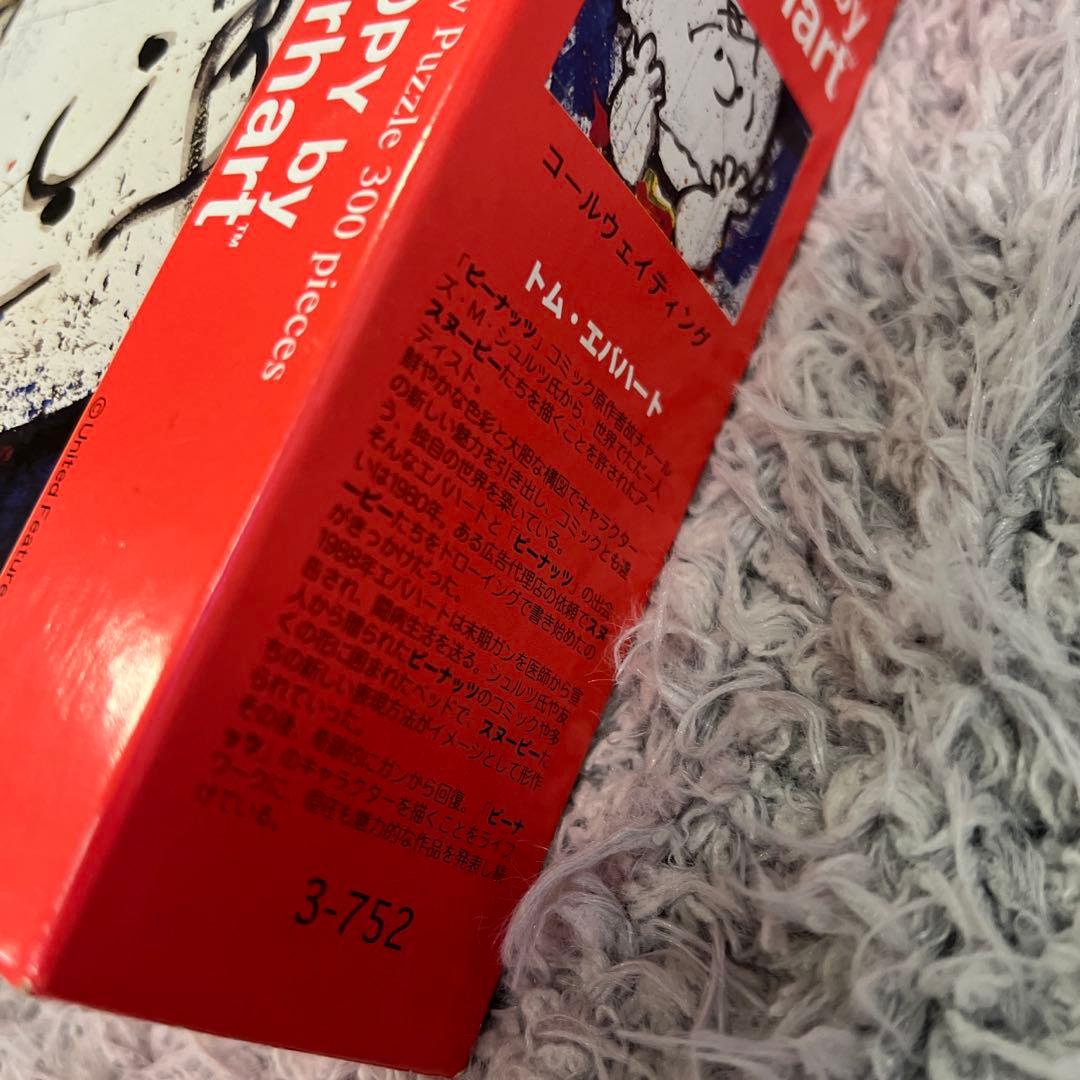 PPY by
rhart™
w Puzzle 300 pieces
©United Feature
by
hart™
コールウェイティング
トム・エバハート
「ピーナッツ」コミック原作者故チャール
ズ・M・シュルツ氏から、世界でただ一人
スヌーピーたちを描くことを許されたアー
ティスト。
鮮やかな色彩と大胆な構図でキャラクター
の新しい魅力を引き出し、コミックとも違
う、独自の世界を築いている。
そんなエバハートと「ピーナッツ」の出会
いは1980年、ある広告代理店の依頼でスヌ
ーピーたちをドローイングで書き始めたの
がきっかけだった。
1988年エバハートは末期ガンを医師から宣
告され、闘病生活を送る。シュルツ氏や友
人から贈られたピーナッツのコミックや多
くの花に囲まれたベッドで、スヌーピーた
ちの新しい表現方法がイメージとして形作
られていった。
その後、奇跡的にガンから回復。「ピーナ
ッツ」のキャラクターを描くことをライフ
ワークに、現在も魅力的な作品を発表し続
けている。
3-752